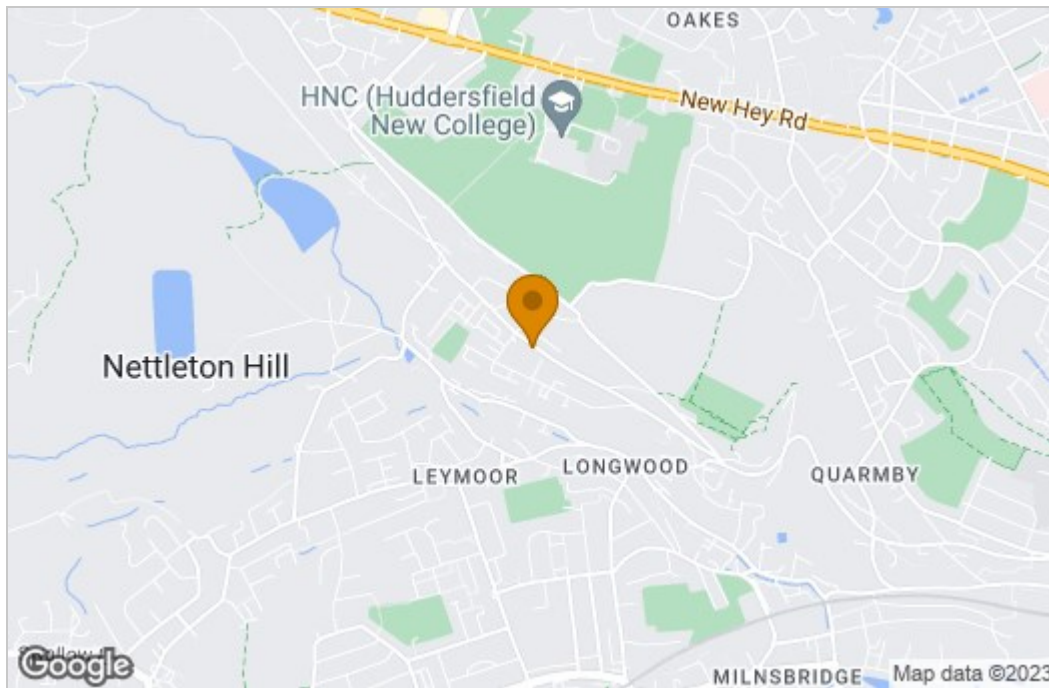 OAKES
HNC (Huddersfield
New College)
New Hey Rd
Nettleton Hill
LEYMOOR
LONGWOOD
QUARMBY
Google
MILNSBRIDGE
Map data ©2023